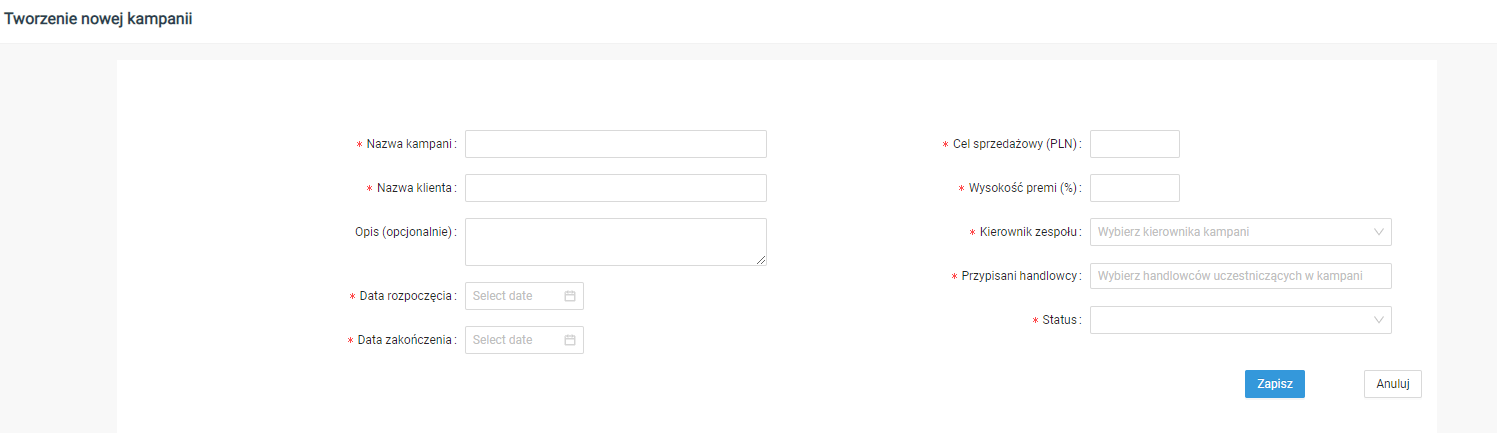 Tworzenie nowej kampanii
* Nazwa kampani :
* Nazwa klienta :
Opis (opcjonalnie) :
* Data rozpoczęcia : Select date
* Data zakończenia : Select date
* Cel sprzedażowy (PLN) :
* Wysokość premi (%) :
* Kierownik zespołu : Wybierz kierownika kampani
* Przypisani handlowcy : Wybierz handlowców uczestniczących w kampani
* Status :
Zapisz Anuluj